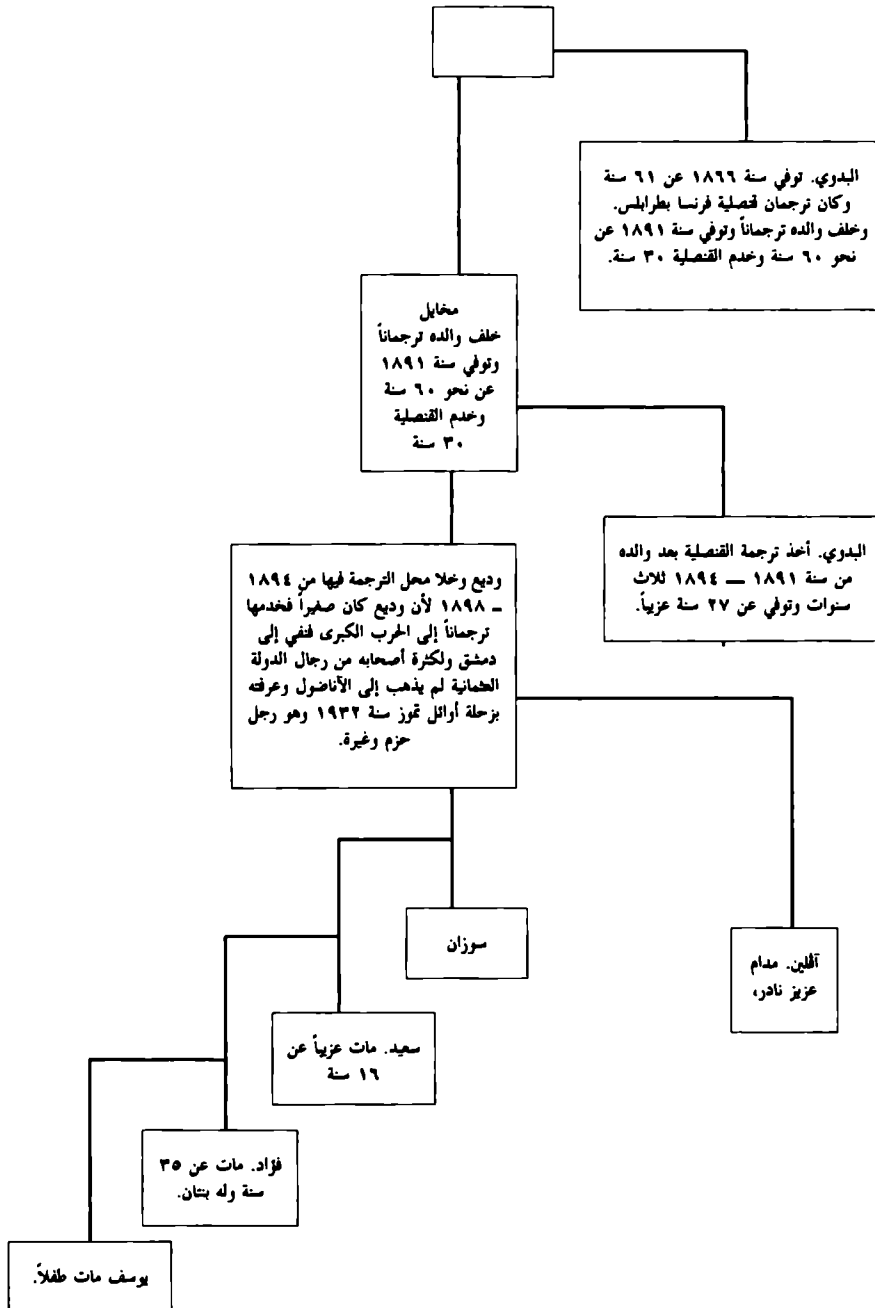 البدوي. توفي سنة ١٨٦٦ عن ٦١ سنة
وكان ترجمان قنصلية فرنسا بطرابلس.
وخلف والده ترجماناً وتوفي سنة ١٨٩١ عن
نحو ٦٠ سنة وخدم القنصلية ٣٠ سنة.
مخايل
خلف والده ترجماناً
وتوفي سنة ١٨٩١
عن نحو ٦٠ سنة
وخدم القنصلية
٣٠ سنة
البدوي. أخذ ترجمة القنصلية بعد والده
من سنة ١٨٩١ — ١٨٩٤ ثلاث
سنوات وتوفي عن ٢٧ سنة عزيباً.
وديع وخلا محل الترجمة فيها من ١٨٩٤
ـ ١٨٩٨ لأن وديع كان صغيراً فخدمها
ترجماناً إلى الحرب الكبرى فنفي إلى
دمشق ولكثرة أصحابه من رجال الدولة
العثمانية لم يذهب إلى الآناضول وعرفته
بزحلة أوائل تموز سنة ١٩٣٢ وهو رجل
حزم وغيرة.
سوزان
آڤلين. مدام
عزيز نادر،
سعيد. مات عزيباً عن
١٦ سنة
فؤاد. مات عن ٣٥
سنة وله بنتان.
يوسف مات طفلاً.